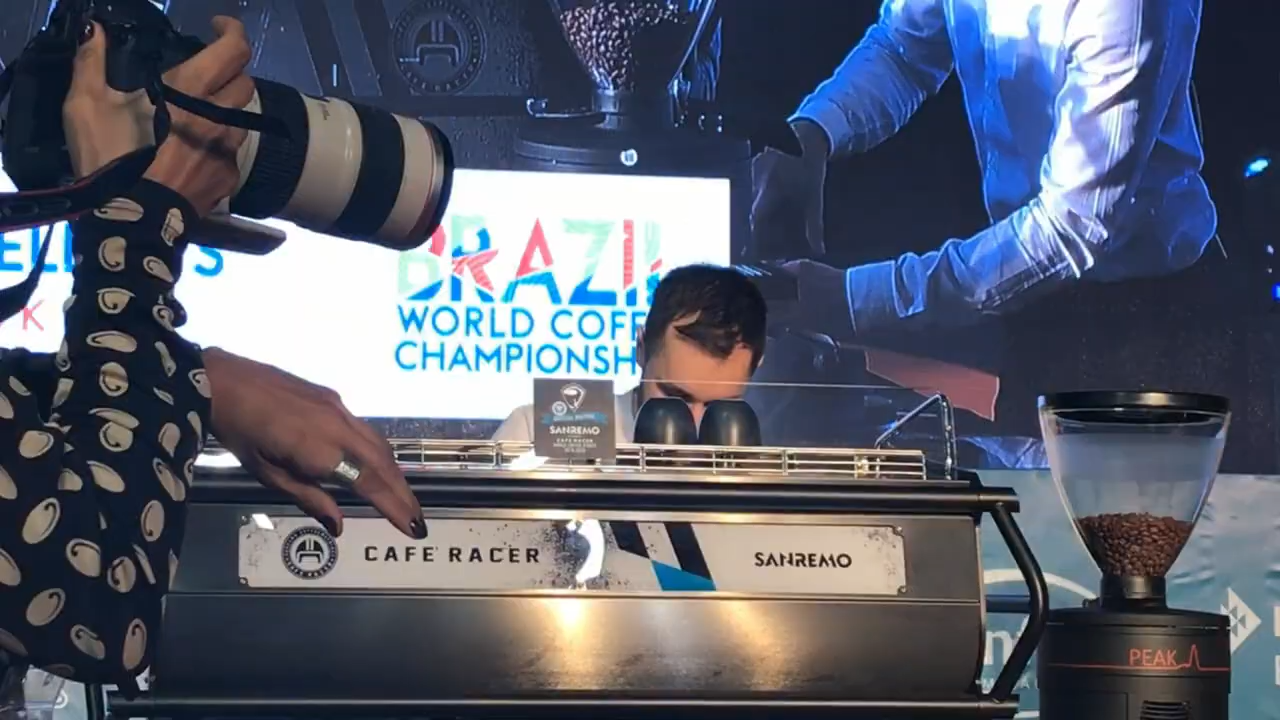 BRAZIL
WORLD COFF
CHAMPIONSH
SANREMO
CAFE RACER
CAFE RACER
SANREMO
PEAK